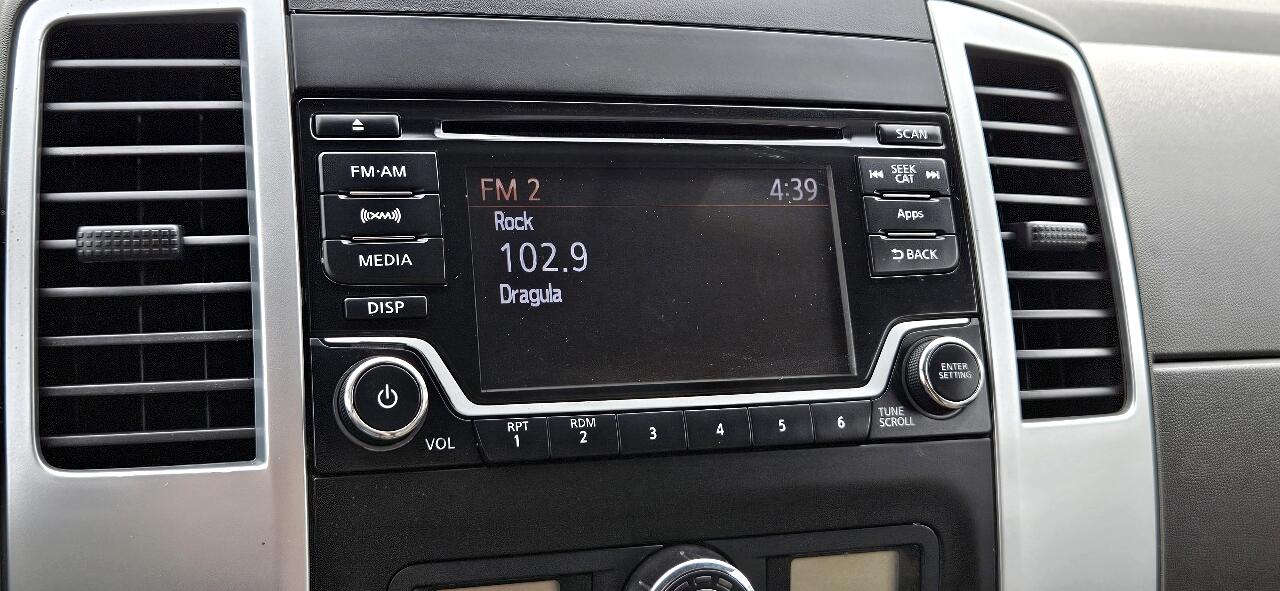 SCAN
FM·AM
SEEK
CAT
FM 2 4:39
Rock
102.9
Dragula
((XM))
Apps
MEDIA
BACK
DISP
ENTER
SETTING
VOL
RPT
1
RDM
2
3
4
5
6
TUNE
SCROLL